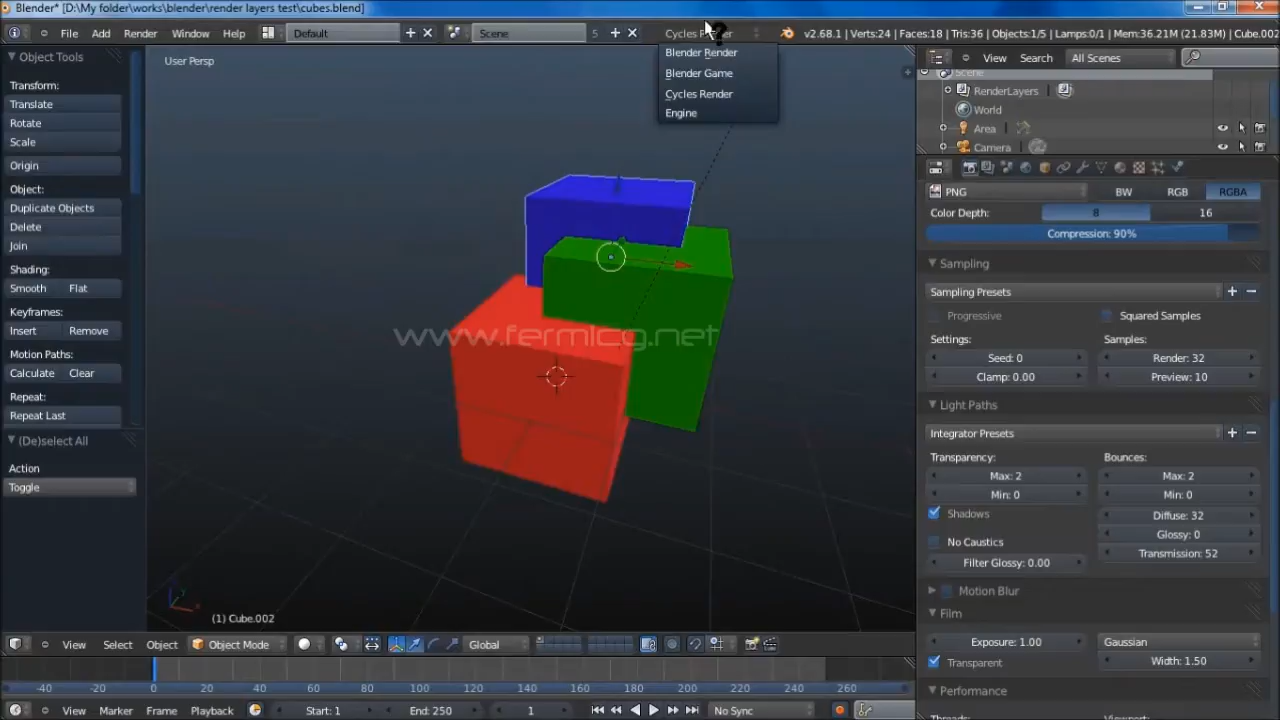 Blender* [D:\My folder\works\blender\render layers test\cubes.blend]
File Add Render Window Help Default Scene 5 Cycles Render v2.68.1 | Verts:24 | Faces:18 | Tris:36 | Objects:1/5 | Lamps:0/1 | Mem:36.21M (21.83M) | Cube.002
Blender Render
Blender Game
Cycles Render
Engine
Object Tools
Transform:
Translate
Rotate
Scale
Origin
Object:
Duplicate Objects
Delete
Join
Shading:
Smooth Flat
Keyframes:
Insert Remove
Motion Paths:
Calculate Clear
Repeat:
Repeat Last
(De)select All
Action
Toggle
User Persp
www.fermicg.net
(1) Cube.002
View Search All Scenes
Scene
RenderLayers |
World
Area |
Camera |
PNG BW RGB RGBA
Color Depth: 8 16
Compression: 90%
Sampling
Sampling Presets
Progressive Squared Samples
Settings: Samples:
Seed: 0 Render: 32
Clamp: 0.00 Preview: 10
Light Paths
Integrator Presets
Transparency: Bounces:
Max: 2 Max: 2
Min: 0 Min: 0
Shadows Diffuse: 32
No Caustics Glossy: 0
Filter Glossy: 0.00 Transmission: 52
Motion Blur
Film
Exposure: 1.00 Gaussian
Transparent Width: 1.50
Performance
View Select Object Object Mode Global
-40 -20 0 20 40 60 80 100 120 140 160 180 200 220 240 260
View Marker Frame Playback Start: 1 End: 250 1 No Sync